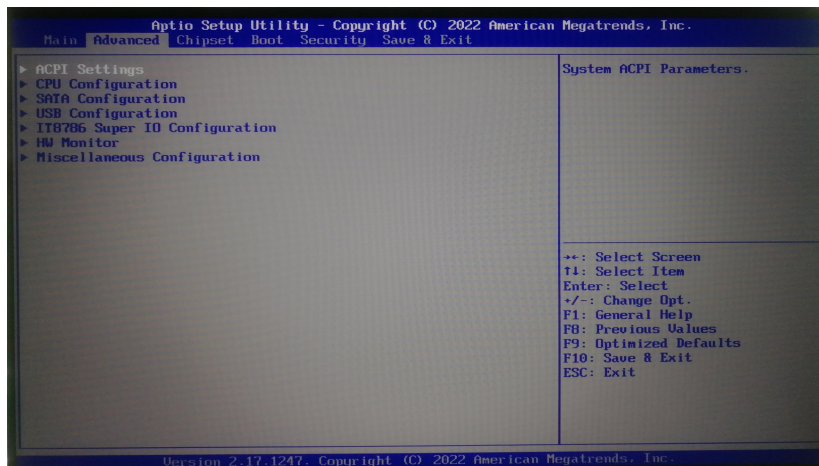 Aptio Setup Utility - Copyright (C) 2022 American Megatrends, Inc.
Main Advanced Chipset Boot Security Save & Exit
► ACPI Settings
► CPU Configuration
► SATA Configuration
► USB Configuration
► IT8786 Super IO Configuration
► HW Monitor
► Miscellaneous Configuration
System ACPI Parameters.
→←: Select Screen
↑↓: Select Item
Enter: Select
+/-: Change Opt.
F1: General Help
F8: Previous Values
F9: Optimized Defaults
F10: Save & Exit
ESC: Exit
Version 2.17.1247. Copyright (C) 2022 American Megatrends, Inc.